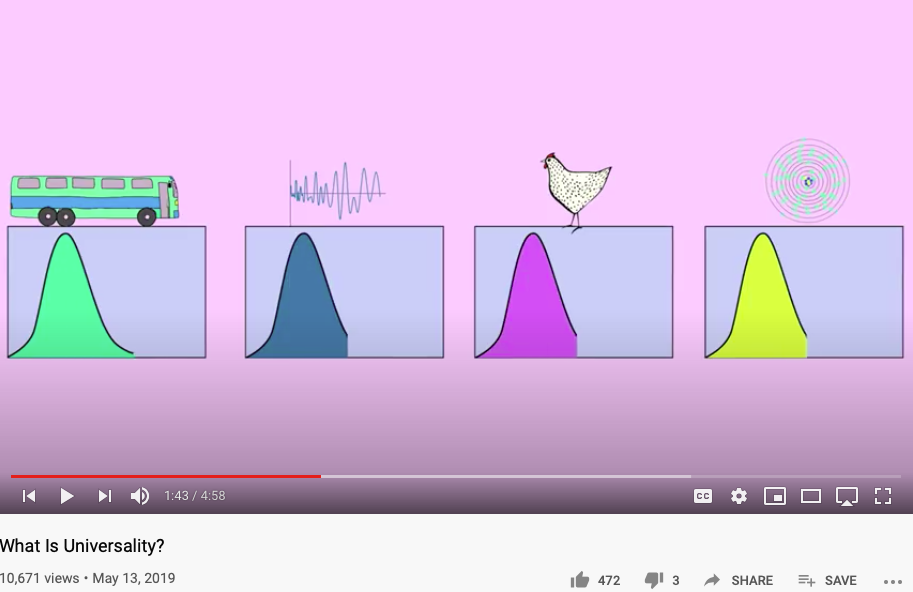 1:43 / 4:58
CC
What Is Universality?
10,671 views • May 13, 2019
472
3
SHARE
SAVE